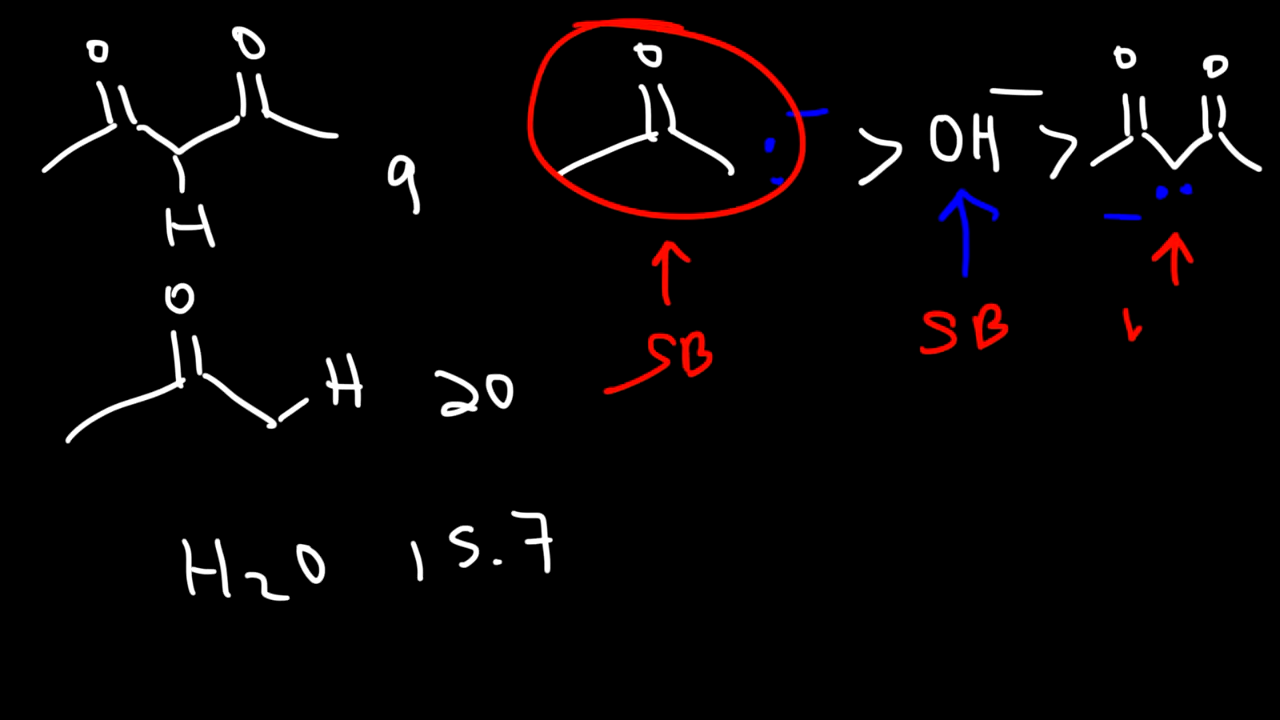 O O O OH⁻ O O
> >
H 9
SB SB
O
H 20
H₂O 15.7